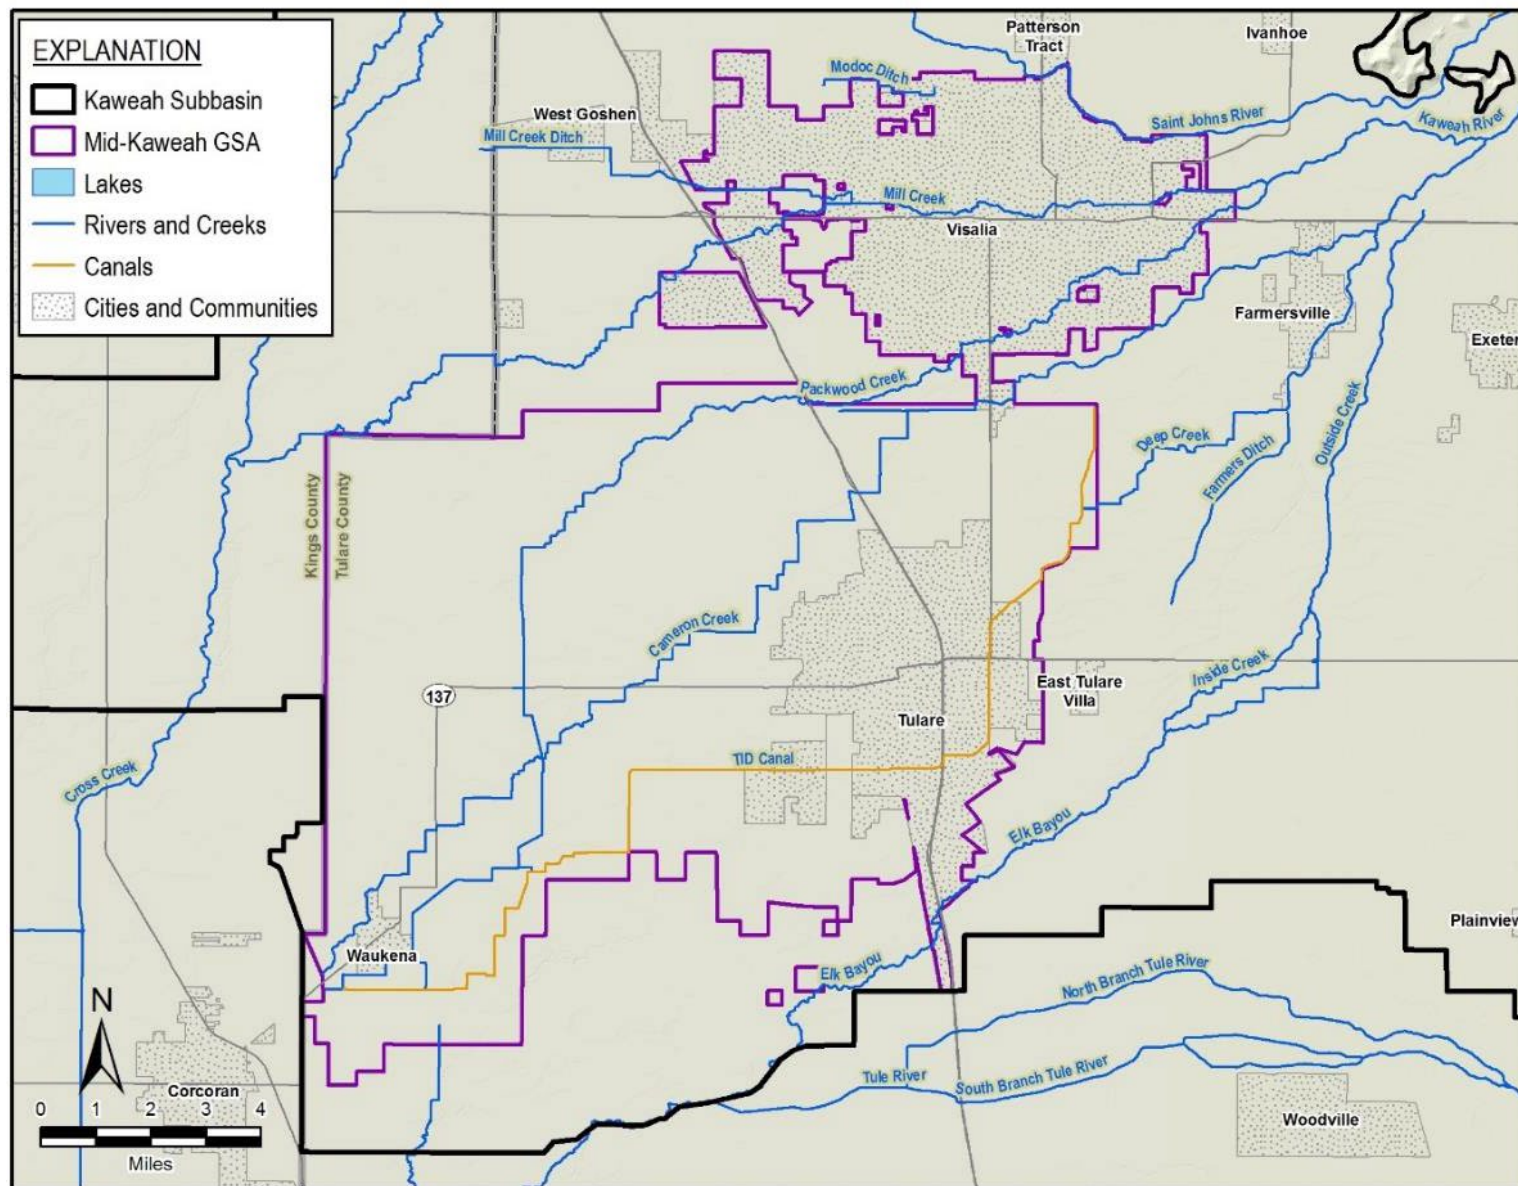 EXPLANATION
Kaweah Subbasin
Mid-Kaweah GSA
Lakes
Rivers and Creeks
Canals
Cities and Communities
Patterson
Tract
Ivanhoe
Modoc Ditch
West Goshen
Mill Creek Ditch
Saint Johns River
Kaweah River
Mill Creek
Visalia
Farmersville
Exeter
Packwood Creek
Outside Creek
Deep Creek
Farmers Ditch
Kings County
Tulare County
Cameron Creek
137
Inside Creek
East Tulare
Villa
Tulare
TID Canal
Cross Creek
Elk Bayou
Plainview
Waukena
Elk Bayou
North Branch Tule River
N
Corcoran
Tule River
South Branch Tule River
0 1 2 3 4
Miles
Woodville